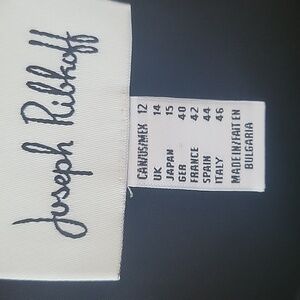 Joseph Ribkoff
CAN/US/MEX 12
UK 14
JAPAN 15
GER 40
FRANCE 42
SPAIN 44
ITALY 46
MADE IN/FAIT EN
BULGARIA